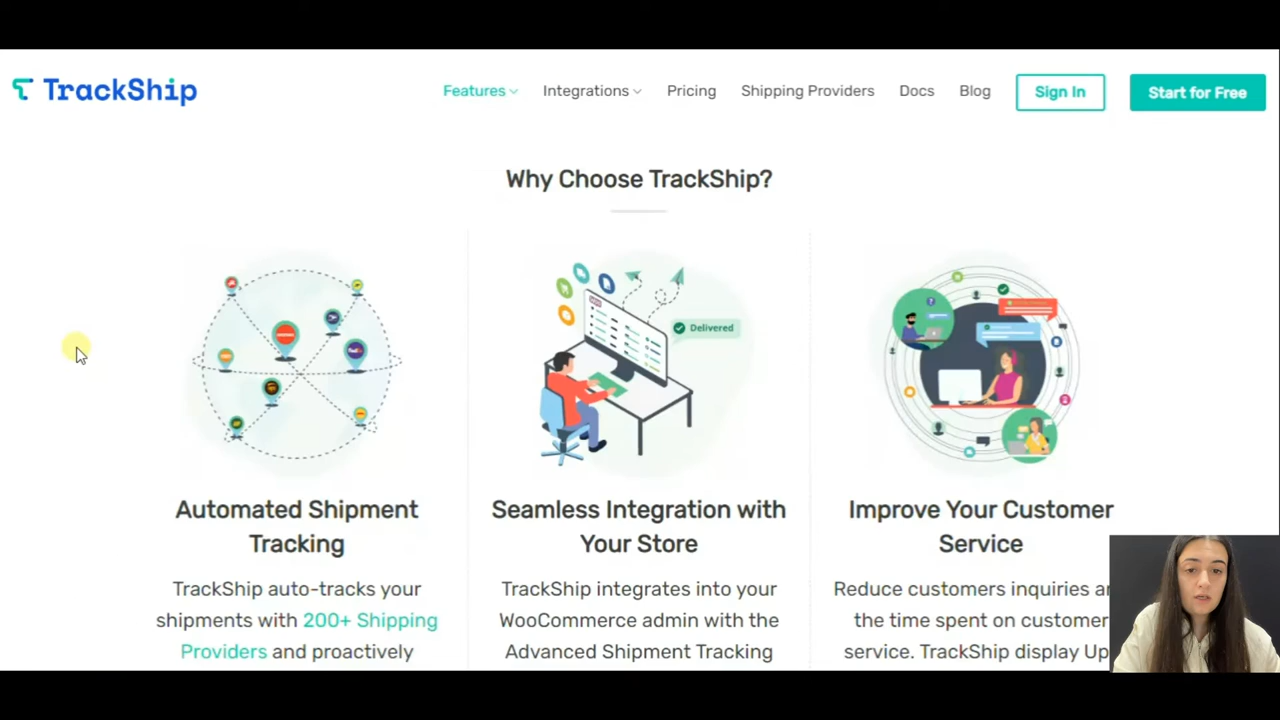 TrackShip
Features
Integrations
Pricing
Shipping Providers
Docs
Blog
Sign In
Start for Free
Why Choose TrackShip?
Delivered
Automated Shipment
Tracking
TrackShip auto-tracks your
shipments with 200+ Shipping
Providers and proactively
Seamless Integration with
Your Store
TrackShip integrates into your
WooCommerce admin with the
Advanced Shipment Tracking
Improve Your Customer
Service
Reduce customers inquiries a
the time spent on customer
service. TrackShip display Up